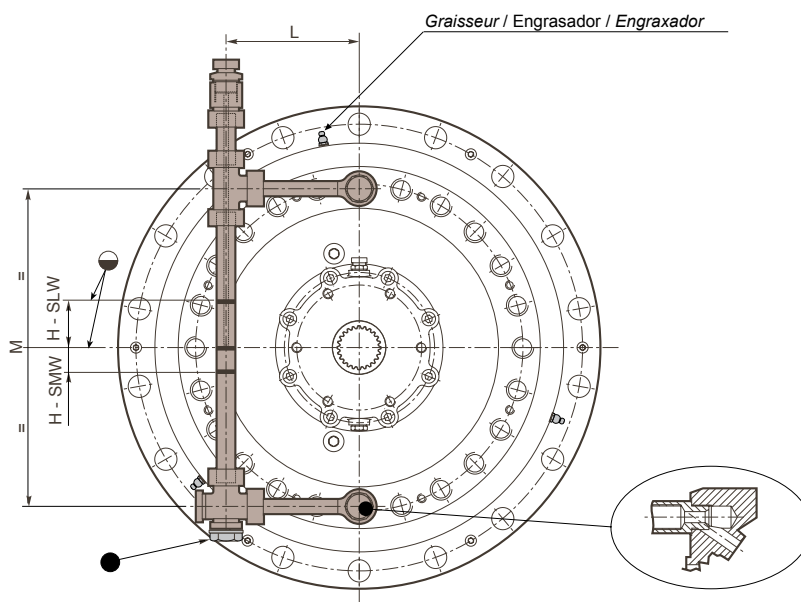 L
Graisseur / Engrasador / Engraxador
=
H - SLW
M
H - SMW
=